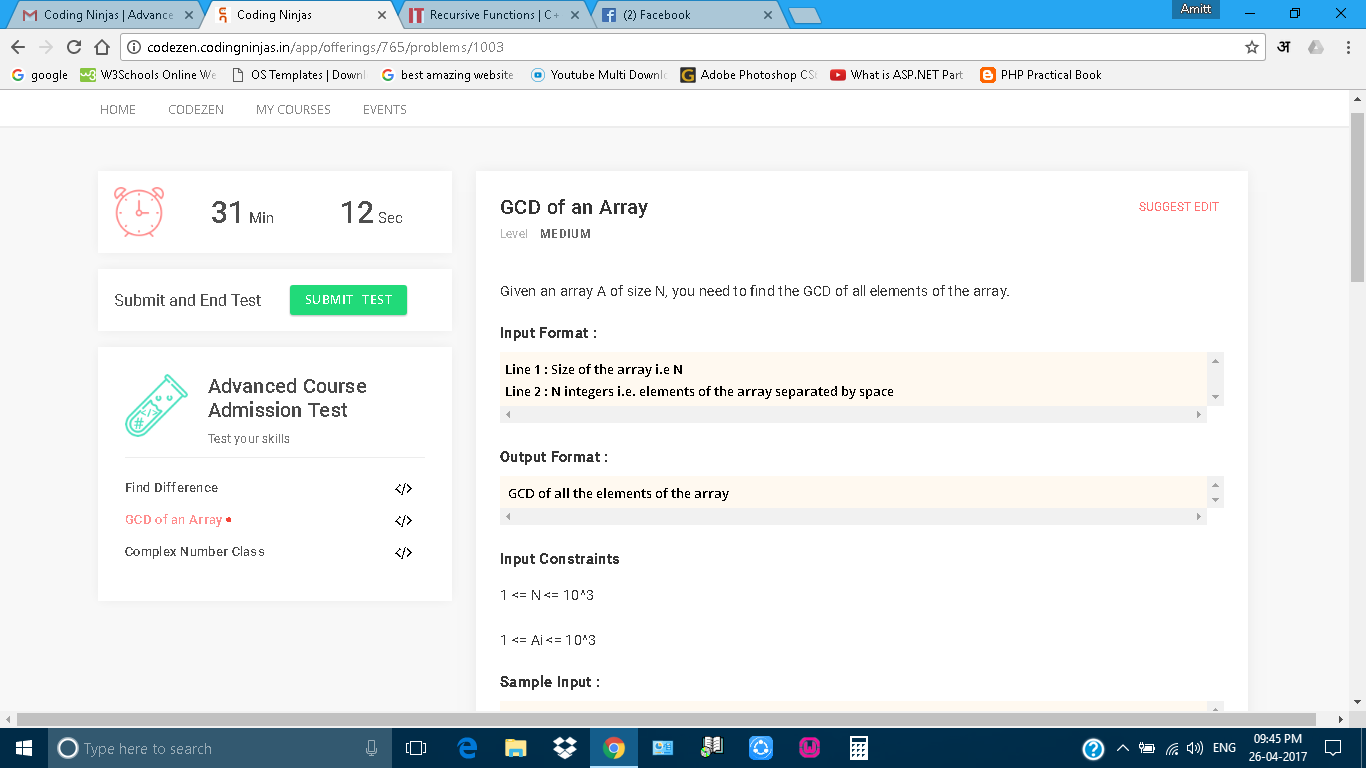 Coding Ninjas | Advance
Coding Ninjas
Recursive Functions | C+
(2) Facebook
Amitt
codezen.codingninjas.in/app/offerings/765/problems/1003
अ
google
W3Schools Online We
OS Templates | Downl
best amazing website
Youtube Multi Downl
Adobe Photoshop CS
What is ASP.NET Part
PHP Practical Book
HOME
CODEZEN
MY COURSES
EVENTS
31 Min 12 Sec
Submit and End Test
SUBMIT TEST
Advanced Course
Admission Test
Test your skills
Find Difference
GCD of an Array
Complex Number Class
GCD of an Array
SUGGEST EDIT
Level MEDIUM
Given an array A of size N, you need to find the GCD of all elements of the array.
Input Format :
Line 1 : Size of the array i.e N
Line 2 : N integers i.e. elements of the array separated by space
Output Format :
GCD of all the elements of the array
Input Constraints
1 <= N <= 10^3
1 <= Ai <= 10^3
Sample Input :
Type here to search
ENG
09:45 PM
26-04-2017